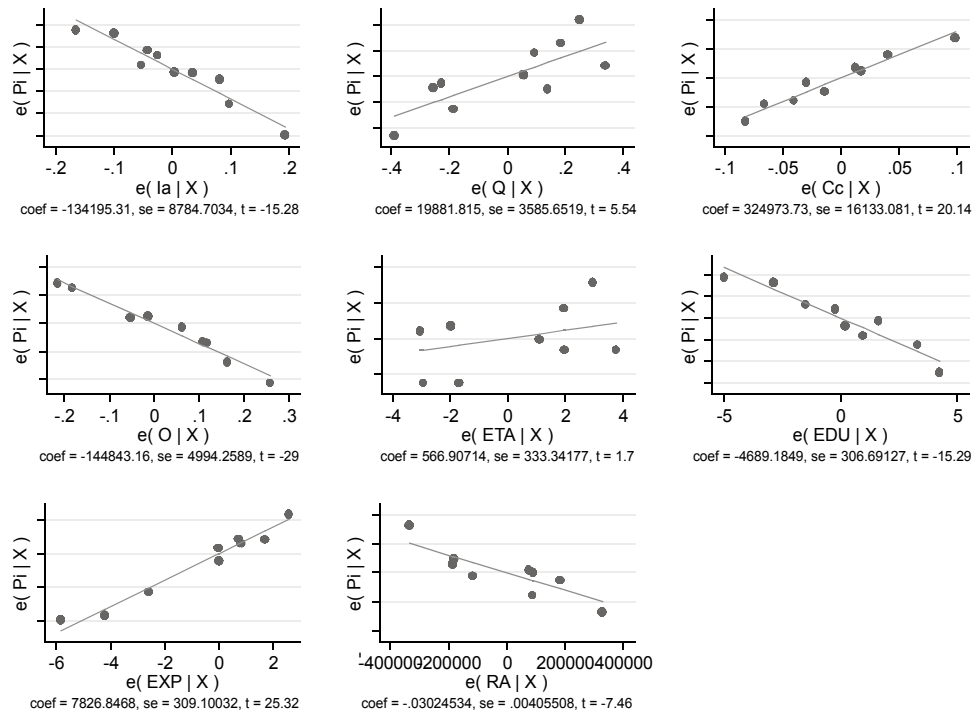 e( Pi | X )
-.2 -.1 0 .1 .2
e( Ia | X )
coef = -134195.31, se = 8784.7034, t = -15.28
e( Pi | X )
-.4 -.2 0 .2 .4
e( Q | X )
coef = 19881.815, se = 3585.6519, t = 5.54
e( Pi | X )
-.1 -.05 0 .05 .1
e( Cc | X )
coef = 324973.73, se = 16133.081, t = 20.14
e( Pi | X )
-.2 -.1 0 .1 .2 .3
e( O | X )
coef = -144843.16, se = 4994.2589, t = -29
e( Pi | X )
-4 -2 0 2 4
e( ETA | X )
coef = 566.90714, se = 333.34177, t = 1.7
e( Pi | X )
-5 0 5
e( EDU | X )
coef = -4689.1849, se = 306.69127, t = -15.29
e( Pi | X )
-6 -4 -2 0 2
e( EXP | X )
coef = 7826.8468, se = 309.10032, t = 25.32
e( Pi | X )
-400000 -200000 0 200000 400000
e( RA | X )
coef = -.03024534, se = .00405508, t = -7.46